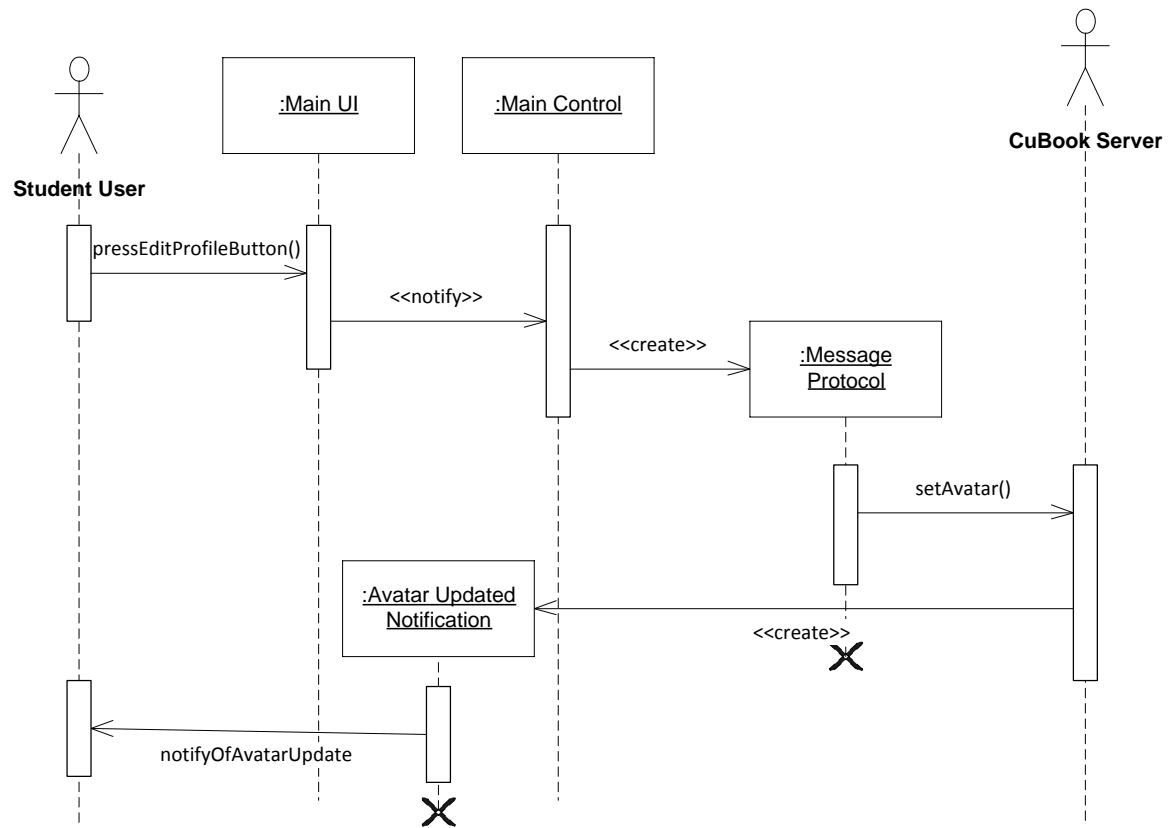 :Main UI
:Main Control
CuBook Server
Student User
pressEditProfileButton()
<<notify>>
<<create>>
:Message
Protocol
setAvatar()
:Avatar Updated
Notification
<<create>>
notifyOfAvatarUpdate